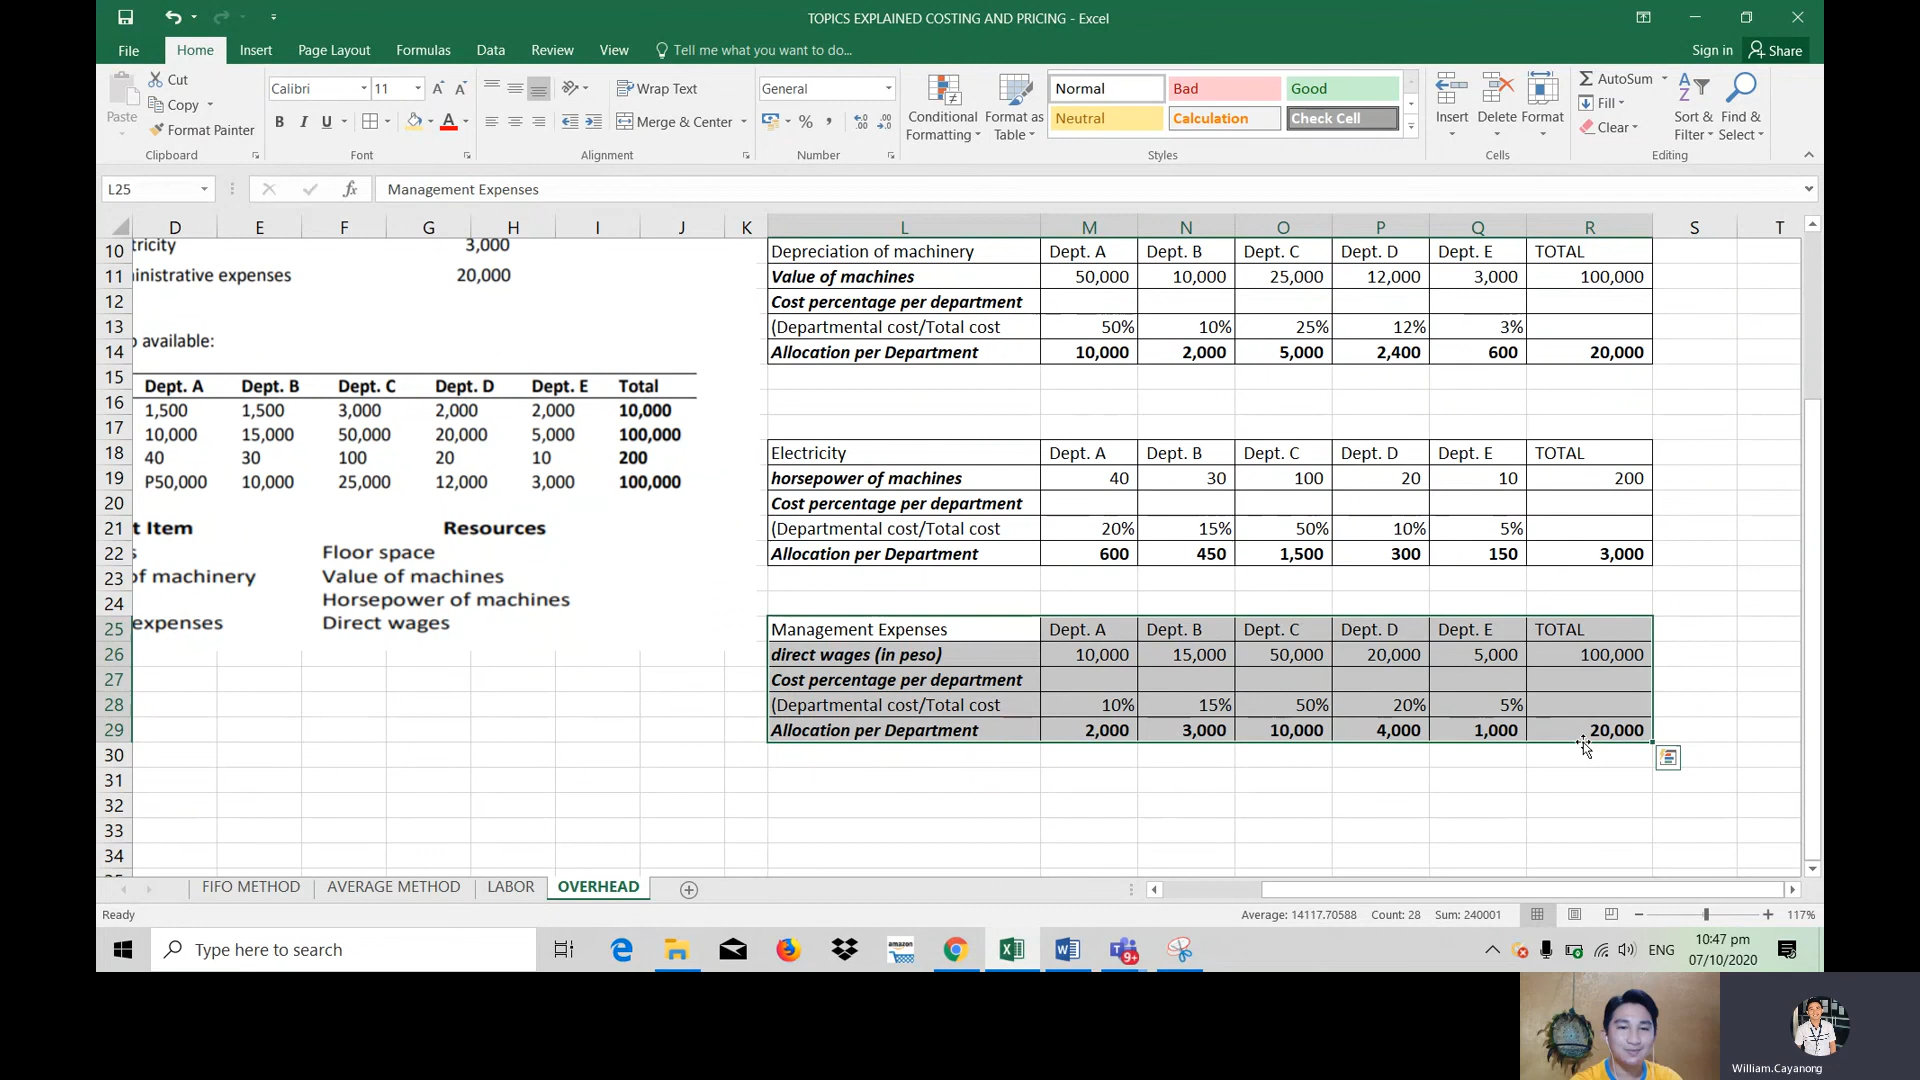 TOPICS EXPLAINED COSTING AND PRICING - Excel
File Home Insert Page Layout Formulas Data Review View Tell me what you want to do... Sign in Share
Paste Cut Copy Format Painter Clipboard
Calibri 11 B I U A Font
Wrap Text Merge & Center Alignment
General % , Number
Conditional Formatting Format as Table
Normal Bad Good
Neutral Calculation Check Cell
Styles
Insert Delete Format Cells
AutoSum Fill Clear Sort & Filter Find & Select Editing
L25 fx Management Expenses
D E F G H I J K L M N O P Q R S T
10 tricity 3,000 Depreciation of machinery Dept. A Dept. B Dept. C Dept. D Dept. E TOTAL
11 inistrative expenses 20,000 Value of machines 50,000 10,000 25,000 12,000 3,000 100,000
12 Cost percentage per department
13 (Departmental cost/Total cost 50% 10% 25% 12% 3%
14 o available: Allocation per Department 10,000 2,000 5,000 2,400 600 20,000
15 Dept. A Dept. B Dept. C Dept. D Dept. E Total
16 1,500 1,500 3,000 2,000 2,000 10,000
17 10,000 15,000 50,000 20,000 5,000 100,000
18 40 30 100 20 10 200 Electricity Dept. A Dept. B Dept. C Dept. D Dept. E TOTAL
19 P50,000 10,000 25,000 12,000 3,000 100,000 horsepower of machines 40 30 100 20 10 200
20 Cost percentage per department
21 t Item Resources (Departmental cost/Total cost 20% 15% 50% 10% 5%
22 s Floor space Allocation per Department 600 450 1,500 300 150 3,000
23 of machinery Value of machines
24 Horsepower of machines
25 expenses Direct wages Management Expenses Dept. A Dept. B Dept. C Dept. D Dept. E TOTAL
26 direct wages (in peso) 10,000 15,000 50,000 20,000 5,000 100,000
27 Cost percentage per department
28 (Departmental cost/Total cost 10% 15% 50% 20% 5%
29 Allocation per Department 2,000 3,000 10,000 4,000 1,000 20,000
30
31
32
33
34
FIFO METHOD AVERAGE METHOD LABOR OVERHEAD
Ready Average: 14117.70588 Count: 28 Sum: 240001 117%
Type here to search amazon 9+ ENG 10:47 pm
07/10/2020
William.Cayanong